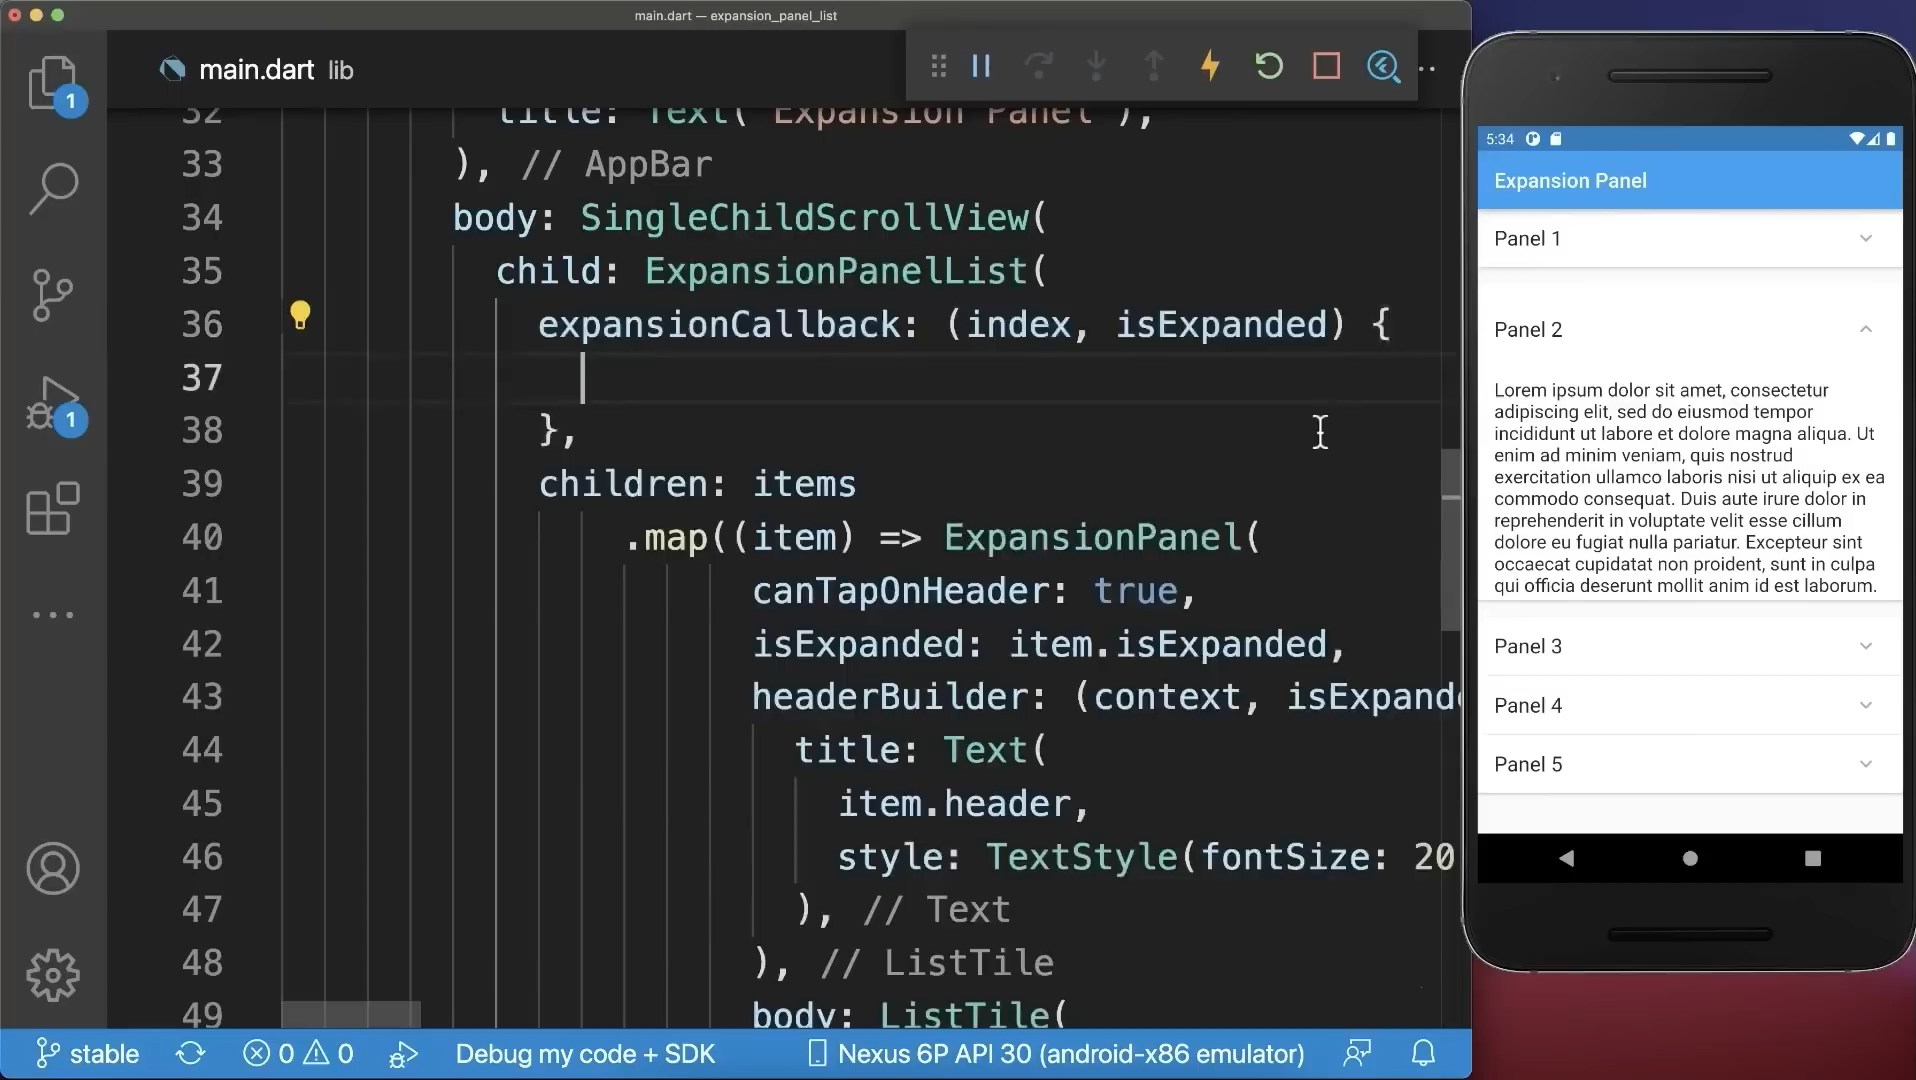 main.dart — expansion_panel_list
main.dart lib
32 title: Text('Expansion Panel'),
33 ), // AppBar
34 body: SingleChildScrollView(
35 child: ExpansionPanelList(
36 expansionCallback: (index, isExpanded) {
37
38 },
39 children: items
40 .map((item) => ExpansionPanel(
41 canTapOnHeader: true,
42 isExpanded: item.isExpanded,
43 headerBuilder: (context, isExpand
44 title: Text(
45 item.header,
46 style: TextStyle(fontSize: 20
47 ), // Text
48 ), // ListTile
49 body: ListTile(
1
1
stable 0 0 Debug my code + SDK Nexus 6P API 30 (android-x86 emulator)
5:34
Expansion Panel
Panel 1
Panel 2
Lorem ipsum dolor sit amet, consectetur
adipiscing elit, sed do eiusmod tempor
incididunt ut labore et dolore magna aliqua. Ut
enim ad minim veniam, quis nostrud
exercitation ullamco laboris nisi ut aliquip ex ea
commodo consequat. Duis aute irure dolor in
reprehenderit in voluptate velit esse cillum
dolore eu fugiat nulla pariatur. Excepteur sint
occaecat cupidatat non proident, sunt in culpa
qui officia deserunt mollit anim id est laborum.
Panel 3
Panel 4
Panel 5